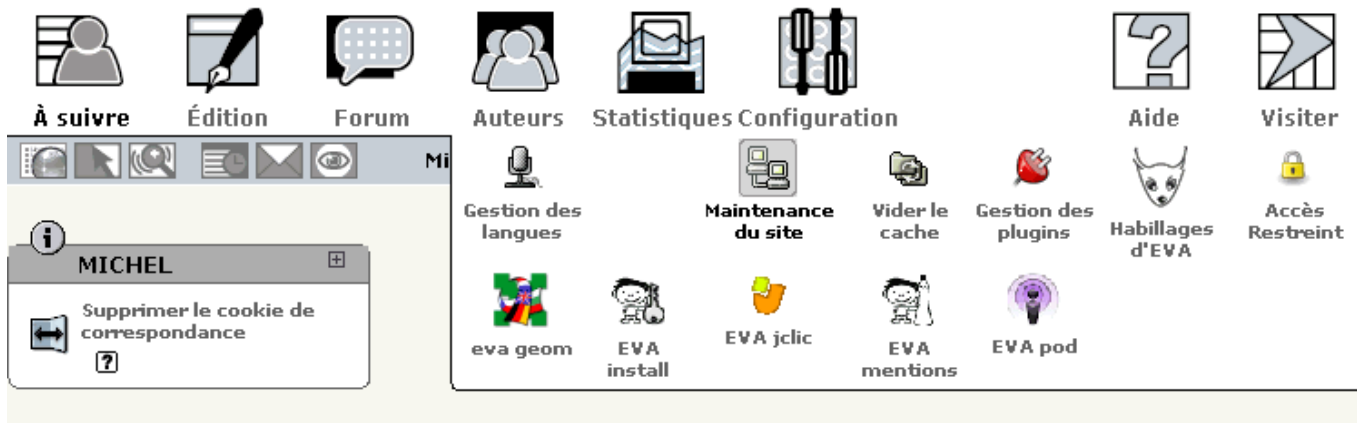 À suivre Édition Forum Auteurs Statistiques Configuration Aide Visiter
Mi
Gestion des
langues
Maintenance
du site
Vider le
cache
Gestion des
plugins
Habillages
d'EVA
Accès
Restreint
MICHEL
Supprimer le cookie de
correspondance
?
eva geom
EVA
install
EVA jclic
EVA
mentions
EVA pod